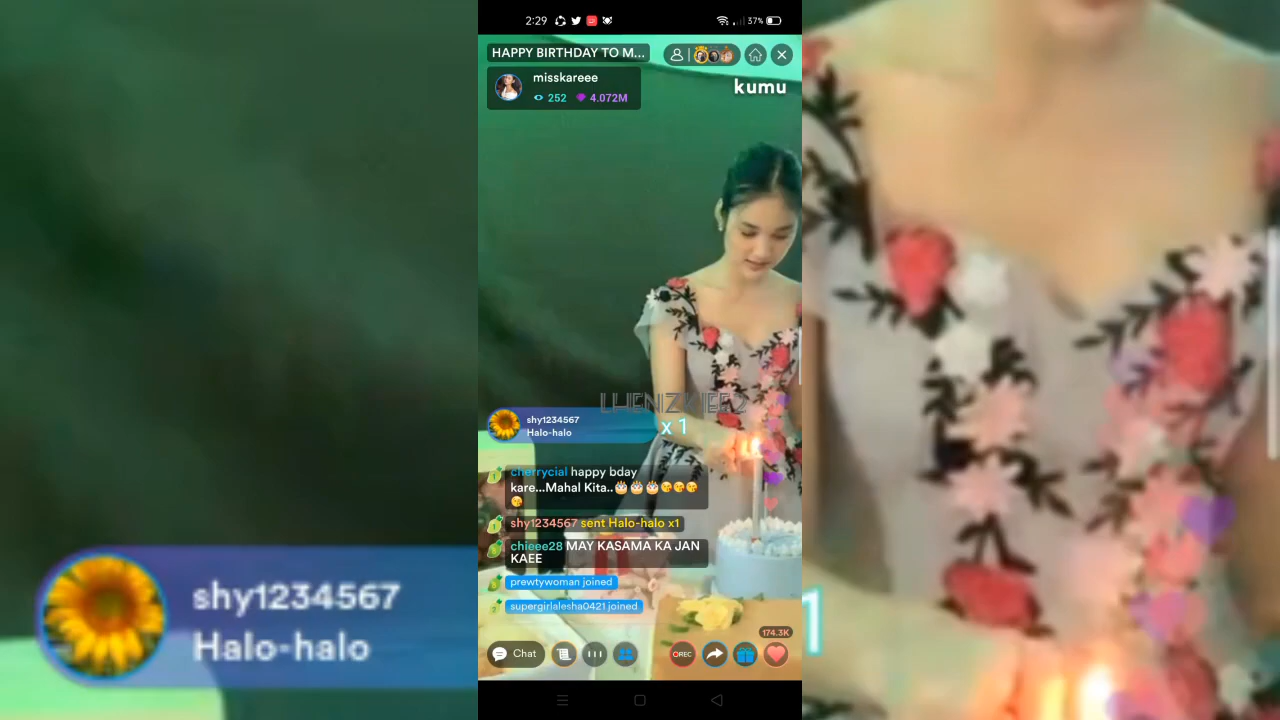 2:29
37%
HAPPY BIRTHDAY TO M...
misskareee
252 4.072M
kumu
LHENZKIEE2
shy1234567
Halo-halo
x 1
cherrycial happy bday
kare...Mahal Kita..🎂🎂🎂😘😘😘
😘
shy1234567 sent Halo-halo x1
chieee28 MAY KASAMA KA JAN
KAEE
prewtywoman joined
supergirlalesha0421 joined
174.3K
Chat
REC
shy1234567
Halo-halo
1